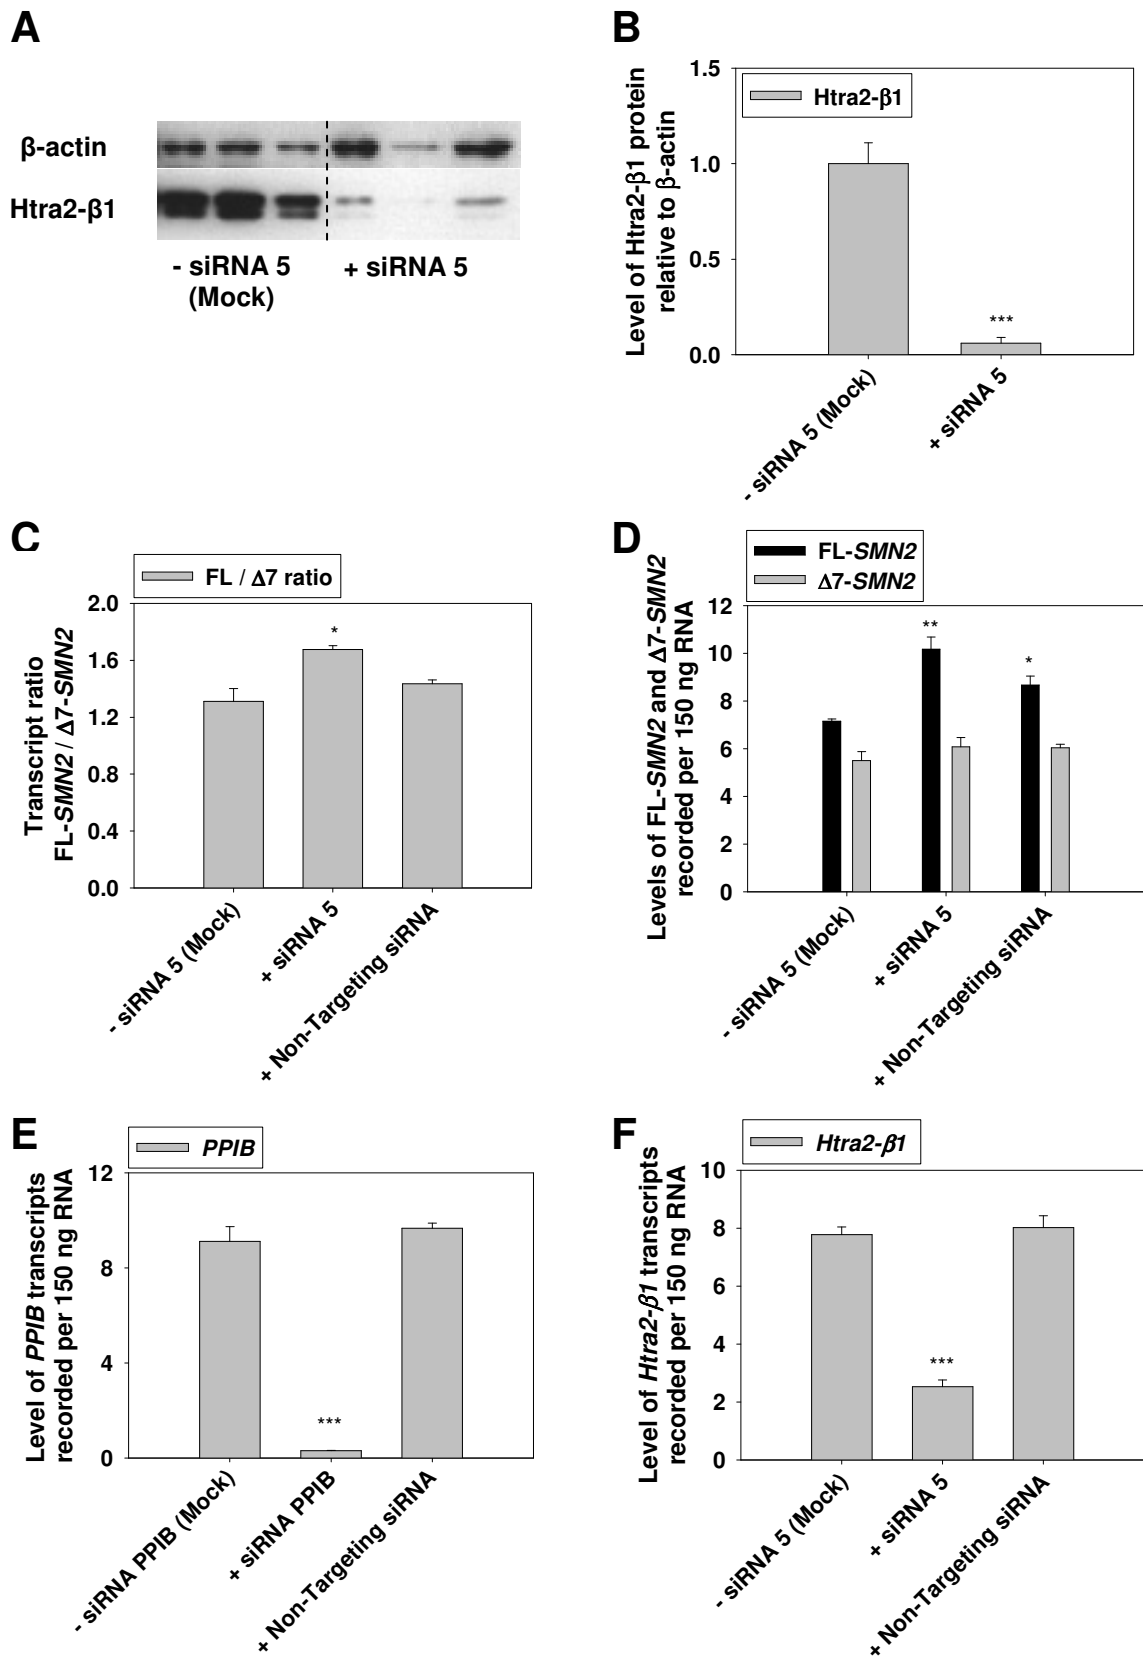 A
β-actin
Htra2-β1
- siRNA 5
(Mock)
+ siRNA 5
B
Level of Htra2-β1 protein
relative to β-actin
1.5
1.0
0.5
0.0
Htra2-β1
***
- siRNA 5 (Mock)
+ siRNA 5
C
FL / Δ7 ratio
Transcript ratio
FL-SMN2 / Δ7-SMN2
2.0
1.6
1.2
0.8
0.4
0.0
*
- siRNA 5 (Mock)
+ siRNA 5
+ Non-Targeting siRNA
D
FL-SMN2
Δ7-SMN2
Levels of FL-SMN2 and Δ7-SMN2
recorded per 150 ng RNA
12
10
8
6
4
2
0
**
*
- siRNA 5 (Mock)
+ siRNA 5
+ Non-Targeting siRNA
E
PPIB
Level of PPIB transcripts
recorded per 150 ng RNA
12
8
4
0
***
- siRNA PPIB (Mock)
+ siRNA PPIB
+ Non-Targeting siRNA
F
Htra2-β1
Level of Htra2-β1 transcripts
recorded per 150 ng RNA
10
8
6
4
2
0
***
- siRNA 5 (Mock)
+ siRNA 5
+ Non-Targeting siRNA